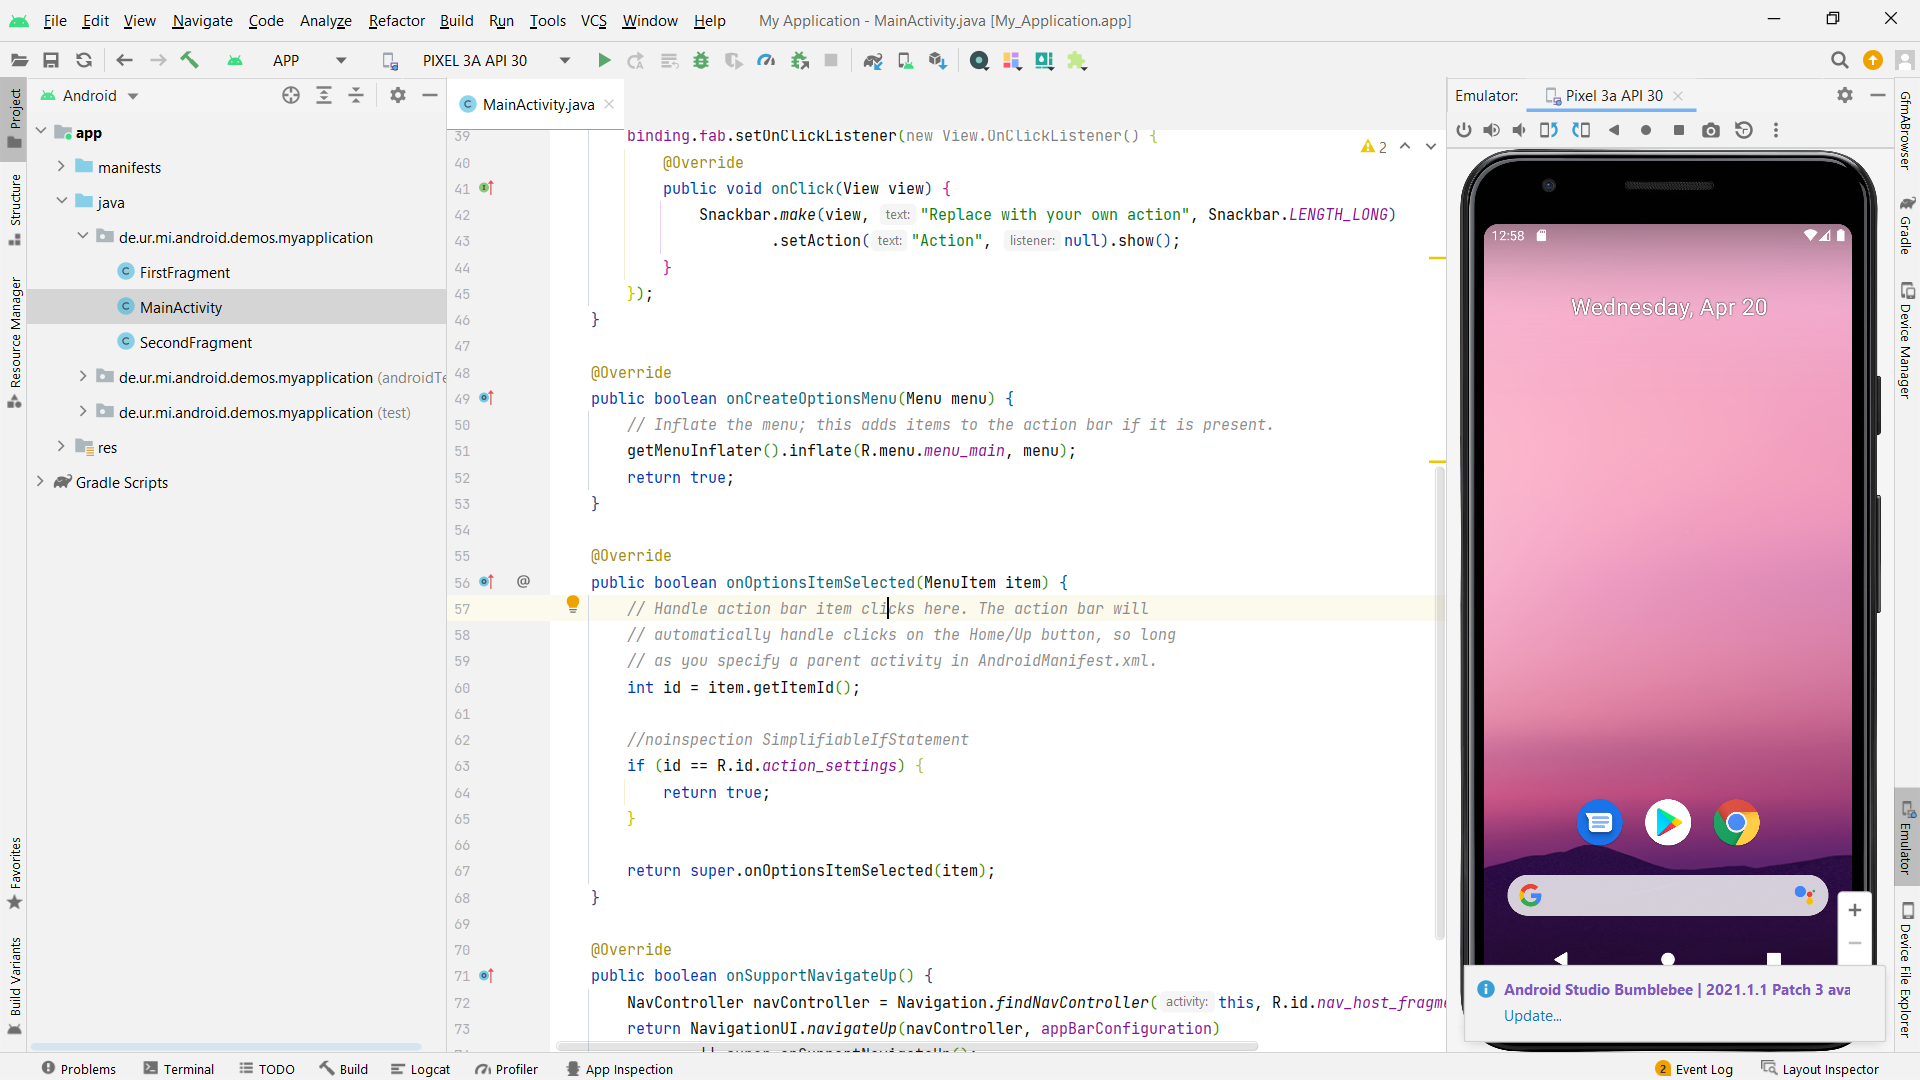 File Edit View Navigate Code Analyze Refactor Build Run Tools VCS Window Help My Application - MainActivity.java [My_Application.app]
APP PIXEL 3A API 30
Android
MainActivity.java
Emulator: Pixel 3a API 30
Project
Structure
Resource Manager
Favorites
Build Variants
app
manifests
java
de.ur.mi.android.demos.myapplication
FirstFragment
MainActivity
SecondFragment
de.ur.mi.android.demos.myapplication (androidTe
de.ur.mi.android.demos.myapplication (test)
res
Gradle Scripts
2
39 binding.fab.setOnClickListener(new View.OnClickListener() {
40 @Override
41 public void onClick(View view) {
42 Snackbar.make(view, text: "Replace with your own action", Snackbar.LENGTH_LONG)
43 .setAction( text: "Action", listener: null).show();
44 }
45 });
46 }
47
48 @Override
49 public boolean onCreateOptionsMenu(Menu menu) {
50 // Inflate the menu; this adds items to the action bar if it is present.
51 getMenuInflater().inflate(R.menu.menu_main, menu);
52 return true;
53 }
54
55 @Override
56 @ public boolean onOptionsItemSelected(MenuItem item) {
57 // Handle action bar item clicks here. The action bar will
58 // automatically handle clicks on the Home/Up button, so long
59 // as you specify a parent activity in AndroidManifest.xml.
60 int id = item.getItemId();
61
62 //noinspection SimplifiableIfStatement
63 if (id == R.id.action_settings) {
64 return true;
65 }
66
67 return super.onOptionsItemSelected(item);
68 }
69
70 @Override
71 public boolean onSupportNavigateUp() {
72 NavController navController = Navigation.findNavController( activity: this, R.id.nav_host_fragme
73 return NavigationUI.navigateUp(navController, appBarConfiguration)
|| super.onSupportNavigateUp();
12:58
Wednesday, Apr 20
Android Studio Bumblebee | 2021.1.1 Patch 3 ava
Update...
GfmABrowser
Gradle
Device Manager
Emulator
Device File Explorer
Problems Terminal TODO Build Logcat Profiler App Inspection
2 Event Log Layout Inspector